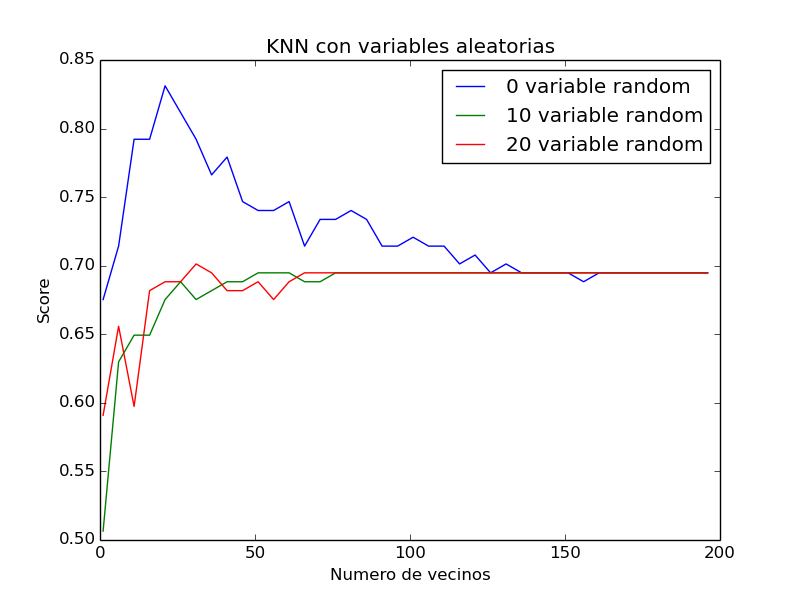 KNN con variables aleatorias
0.85
0.80
0.75
0.70
0.65
0.60
0.55
0.50
Score
0 variable random
10 variable random
20 variable random
0 50 100 150 200
Numero de vecinos